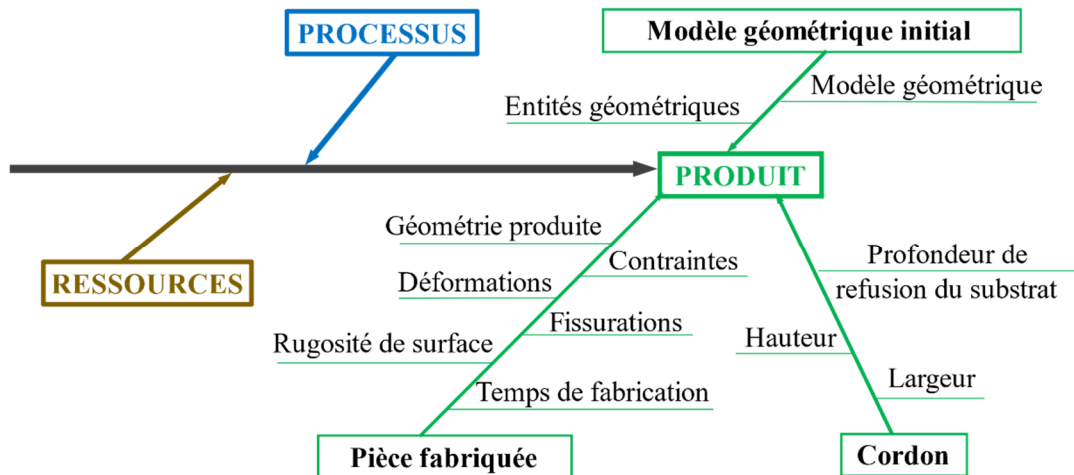 PROCESSUS
Modèle géométrique initial
Modèle géométrique
Entités géométriques
PRODUIT
RESSOURCES
Géométrie produite
Contraintes
Déformations
Fissurations
Rugosité de surface
Temps de fabrication
Pièce fabriquée
Profondeur de
refusion du substrat
Hauteur
Largeur
Cordon